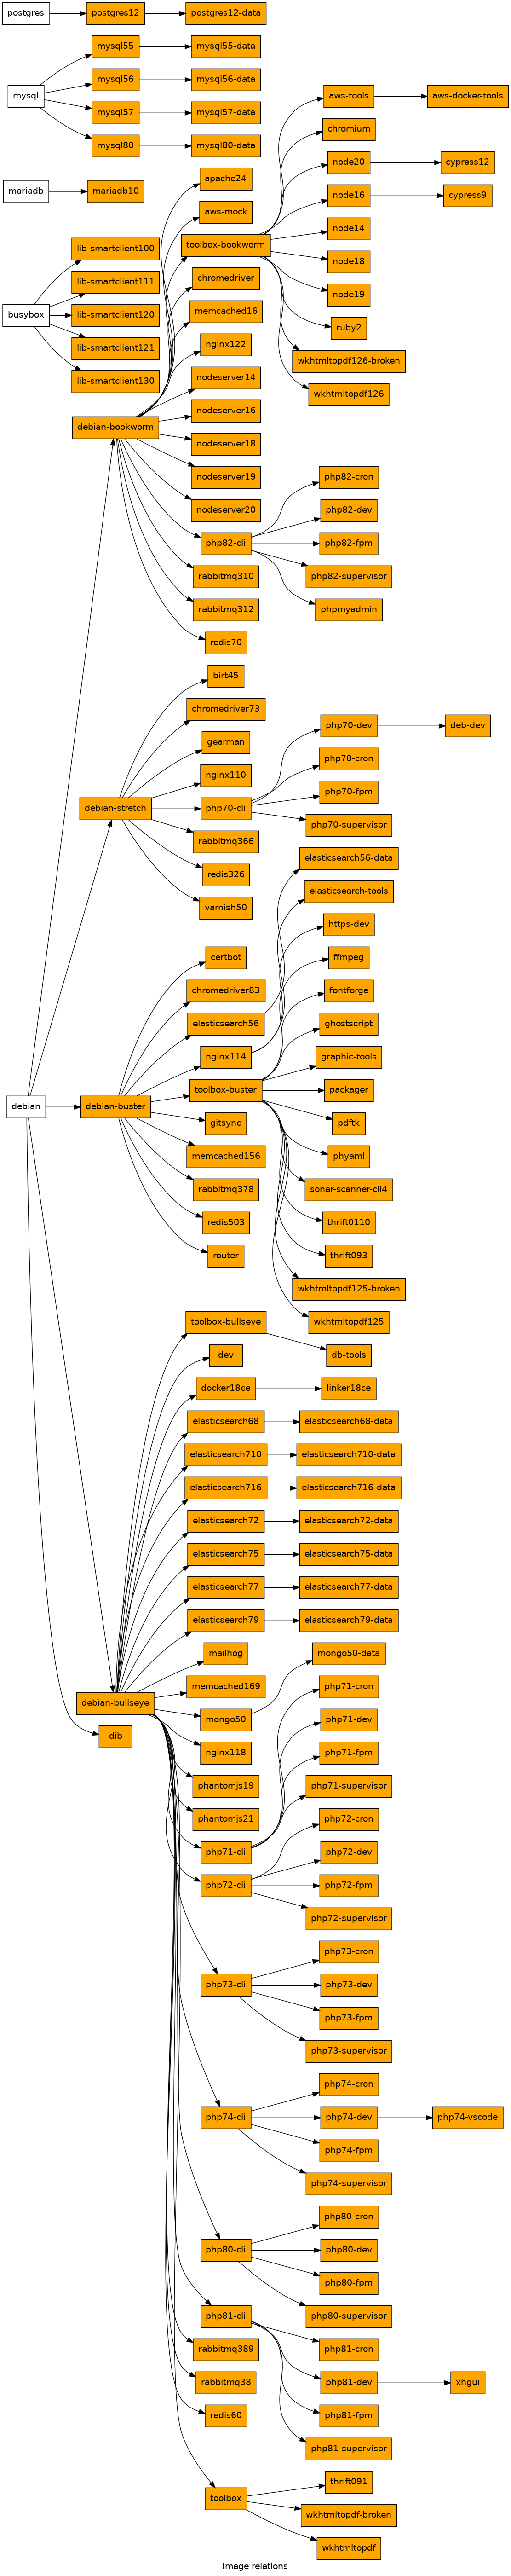 postgres
postgres12
postgres12-data
mysql
mysql55
mysql55-data
mysql56
mysql56-data
mysql57
mysql57-data
mysql80
mysql80-data
mariadb
mariadb10
busybox
lib-smartclient100
lib-smartclient111
lib-smartclient120
lib-smartclient121
lib-smartclient130
debian
debian-bookworm
apache24
aws-mock
toolbox-bookworm
aws-tools
aws-docker-tools
chromium
node20
cypress12
node16
cypress9
node14
node18
node19
ruby2
wkhtmltopdf126-broken
wkhtmltopdf126
chromedriver
memcached16
nginx122
nodeserver14
nodeserver16
nodeserver18
nodeserver19
nodeserver20
php82-cli
php82-cron
php82-dev
php82-fpm
php82-supervisor
phpmyadmin
rabbitmq310
rabbitmq312
redis70
debian-stretch
birt45
chromedriver73
gearman
nginx110
php70-cli
php70-dev
deb-dev
php70-cron
php70-fpm
php70-supervisor
rabbitmq366
redis326
varnish50
debian-buster
certbot
chromedriver83
elasticsearch56
elasticsearch56-data
elasticsearch-tools
nginx114
https-dev
toolbox-buster
ffmpeg
fontforge
ghostscript
graphic-tools
packager
pdftk
phyaml
sonar-scanner-cli4
thrift0110
thrift093
wkhtmltopdf125-broken
wkhtmltopdf125
gitsync
memcached156
rabbitmq378
redis503
router
debian-bullseye
toolbox-bullseye
db-tools
dev
docker18ce
linker18ce
elasticsearch68
elasticsearch68-data
elasticsearch710
elasticsearch710-data
elasticsearch716
elasticsearch716-data
elasticsearch72
elasticsearch72-data
elasticsearch75
elasticsearch75-data
elasticsearch77
elasticsearch77-data
elasticsearch79
elasticsearch79-data
mailhog
memcached169
mongo50
mongo50-data
nginx118
phantomjs19
phantomjs21
php71-cli
php71-cron
php71-dev
php71-fpm
php71-supervisor
php72-cli
php72-cron
php72-dev
php72-fpm
php72-supervisor
php73-cli
php73-cron
php73-dev
php73-fpm
php73-supervisor
php74-cli
php74-cron
php74-dev
php74-vscode
php74-fpm
php74-supervisor
php80-cli
php80-cron
php80-dev
php80-fpm
php80-supervisor
php81-cli
php81-cron
php81-dev
xhgui
php81-fpm
php81-supervisor
rabbitmq389
rabbitmq38
redis60
toolbox
thrift091
wkhtmltopdf-broken
wkhtmltopdf
dib
Image relations